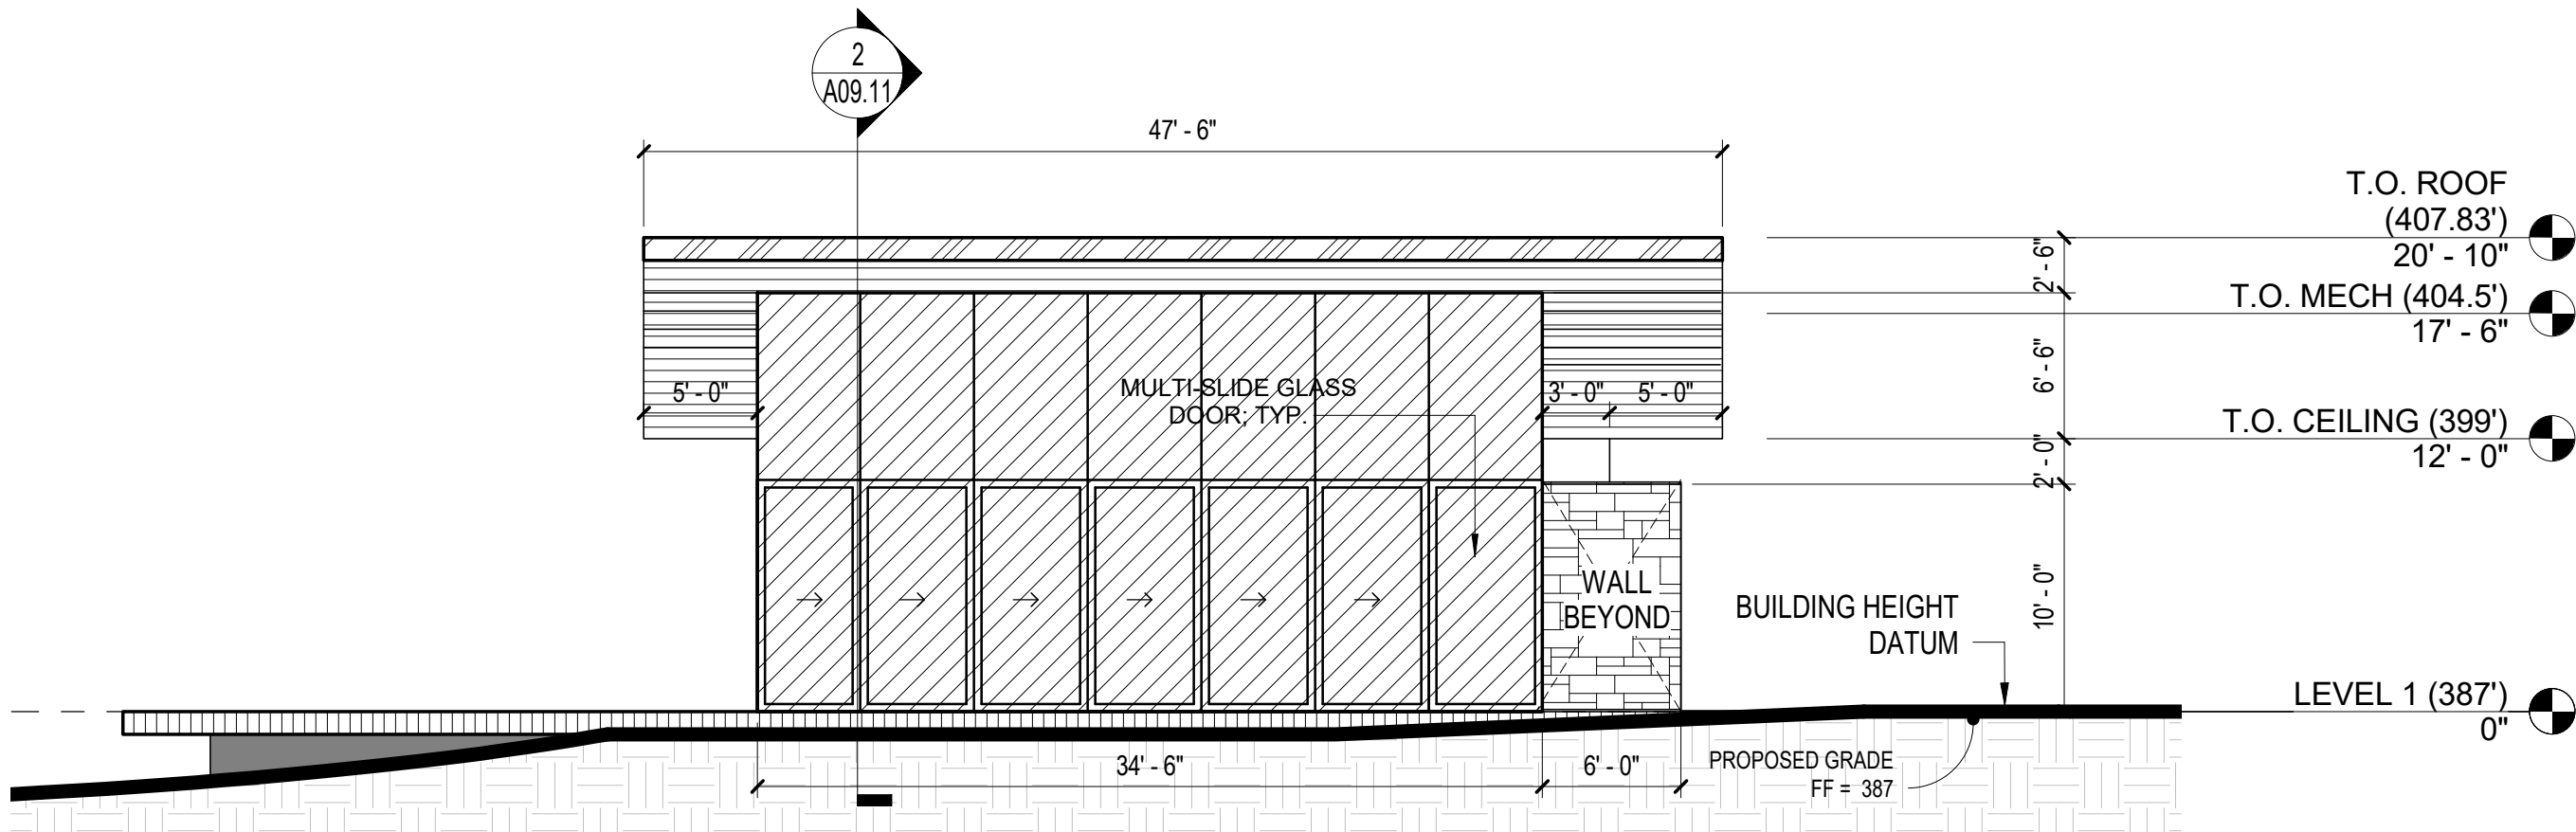 2
A09.11
47' - 6"
T.O. ROOF
(407.83')
20' - 10"
2' - 6"
T.O. MECH (404.5')
17' - 6"
6' - 6"
5' - 0"
MULTI-SLIDE GLASS
DOOR; TYP.
3' - 0"
5' - 0"
T.O. CEILING (399')
12' - 0"
2' - 0"
WALL
BEYOND
10' - 0"
BUILDING HEIGHT
DATUM
LEVEL 1 (387')
0"
34' - 6"
6' - 0"
PROPOSED GRADE
FF = 387